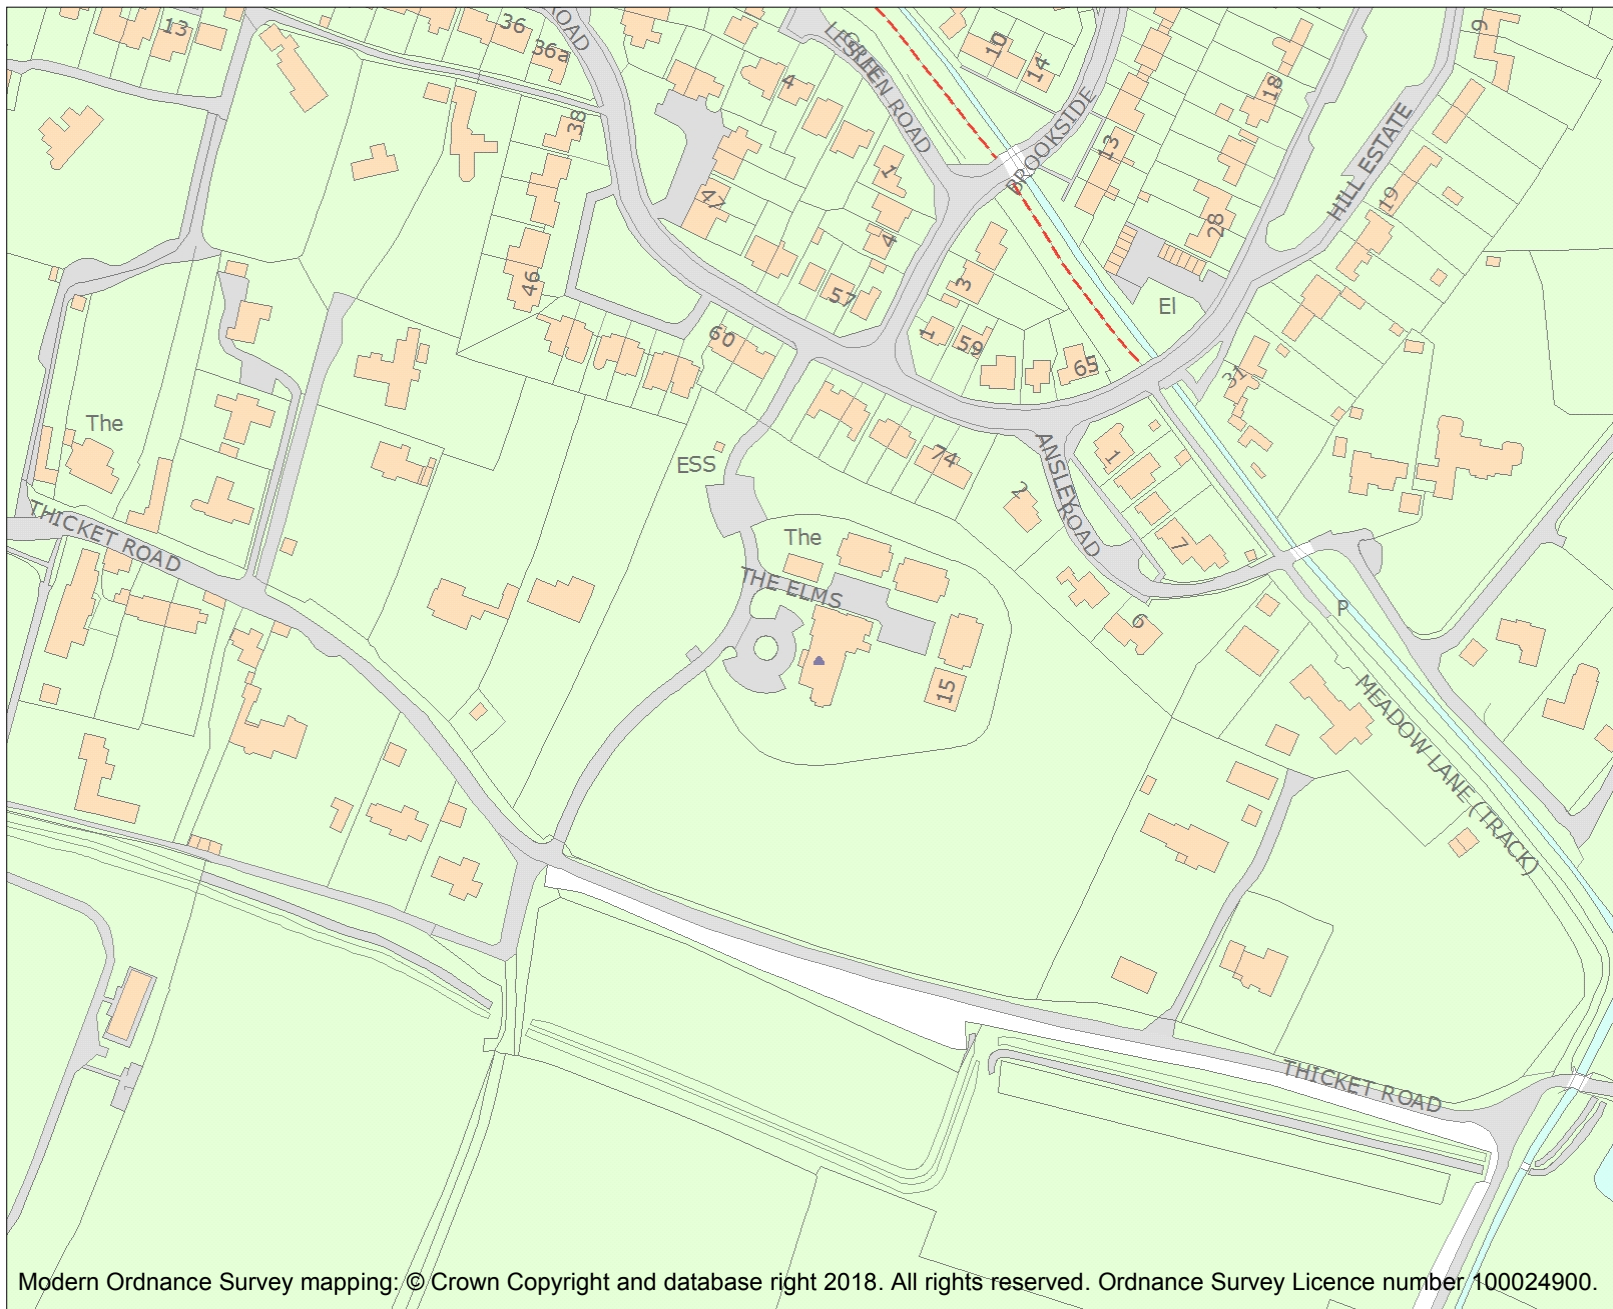 13
36
36a
ROAD
4
LESLIE
GREEN ROAD
10
14
BROOKSIDE
18
9
38
13
HILL ESTATE
1
47
19
28
4
46
57
3
El
60
1
59
65
31
The
ESS
74
ANSLEY ROAD
1
2
7
THICKET ROAD
The
THE ELMS
P
6
15
MEADOW LANE (TRACK)
THICKET ROAD
Modern Ordnance Survey mapping: © Crown Copyright and database right 2018. All rights reserved. Ordnance Survey Licence number 100024900.